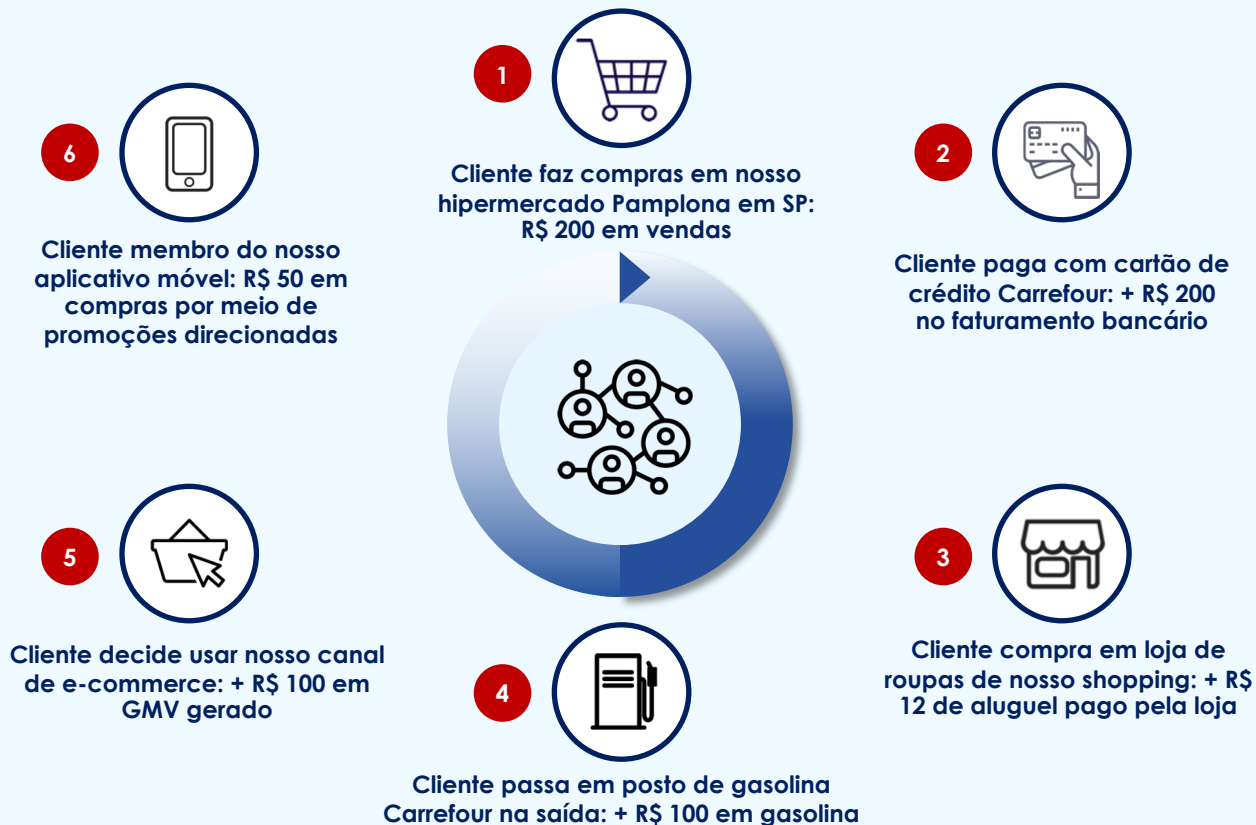 1
Cliente faz compras em nosso
hipermercado Pamplona em SP:
R$ 200 em vendas
2
Cliente paga com cartão de
crédito Carrefour: + R$ 200
no faturamento bancário
3
Cliente compra em loja de
roupas de nosso shopping: + R$
12 de aluguel pago pela loja
4
Cliente passa em posto de gasolina
Carrefour na saída: + R$ 100 em gasolina
5
Cliente decide usar nosso canal
de e-commerce: + R$ 100 em
GMV gerado
6
Cliente membro do nosso
aplicativo móvel: R$ 50 em
compras por meio de
promoções direcionadas